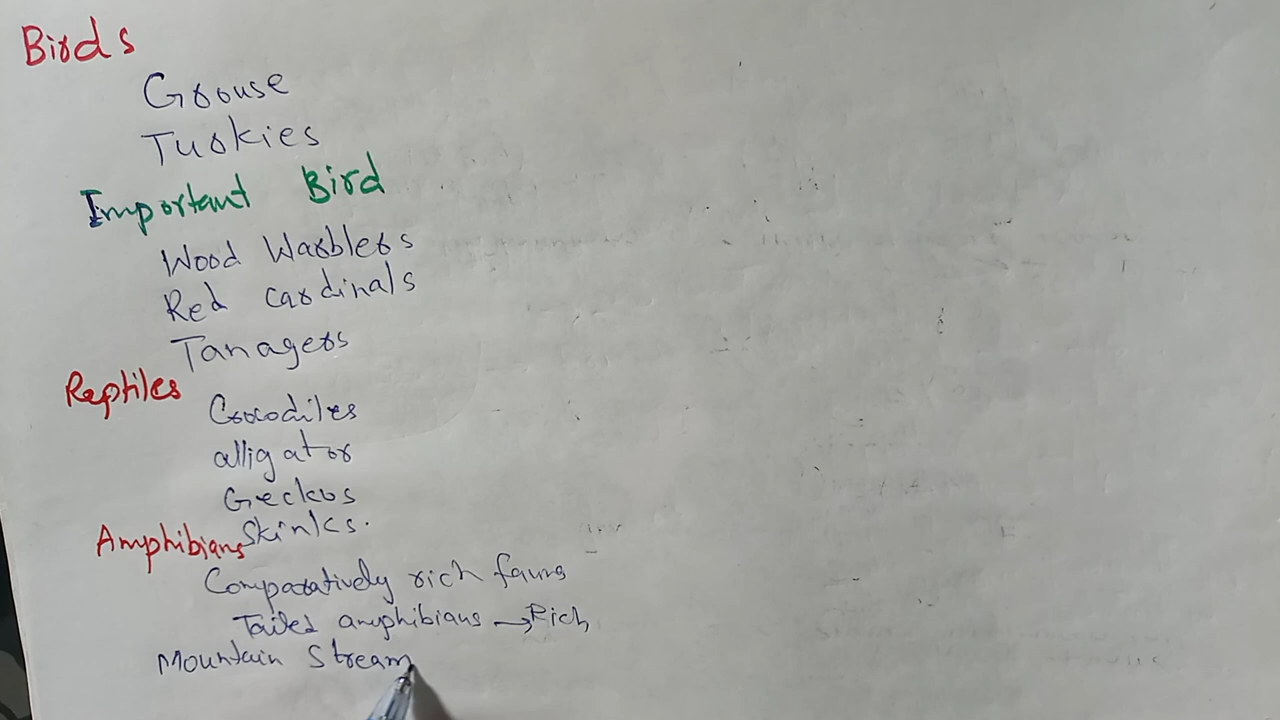 Birds
Grouse
Turkies
Important Bird
Wood Warblers
Red cardinals
Tanagers
Reptiles
Crocodiles
alligator
Geckos
Skinks.
Amphibians
Comparatively rich fauna
Tailed amphibians → Rich
Mountain Stream